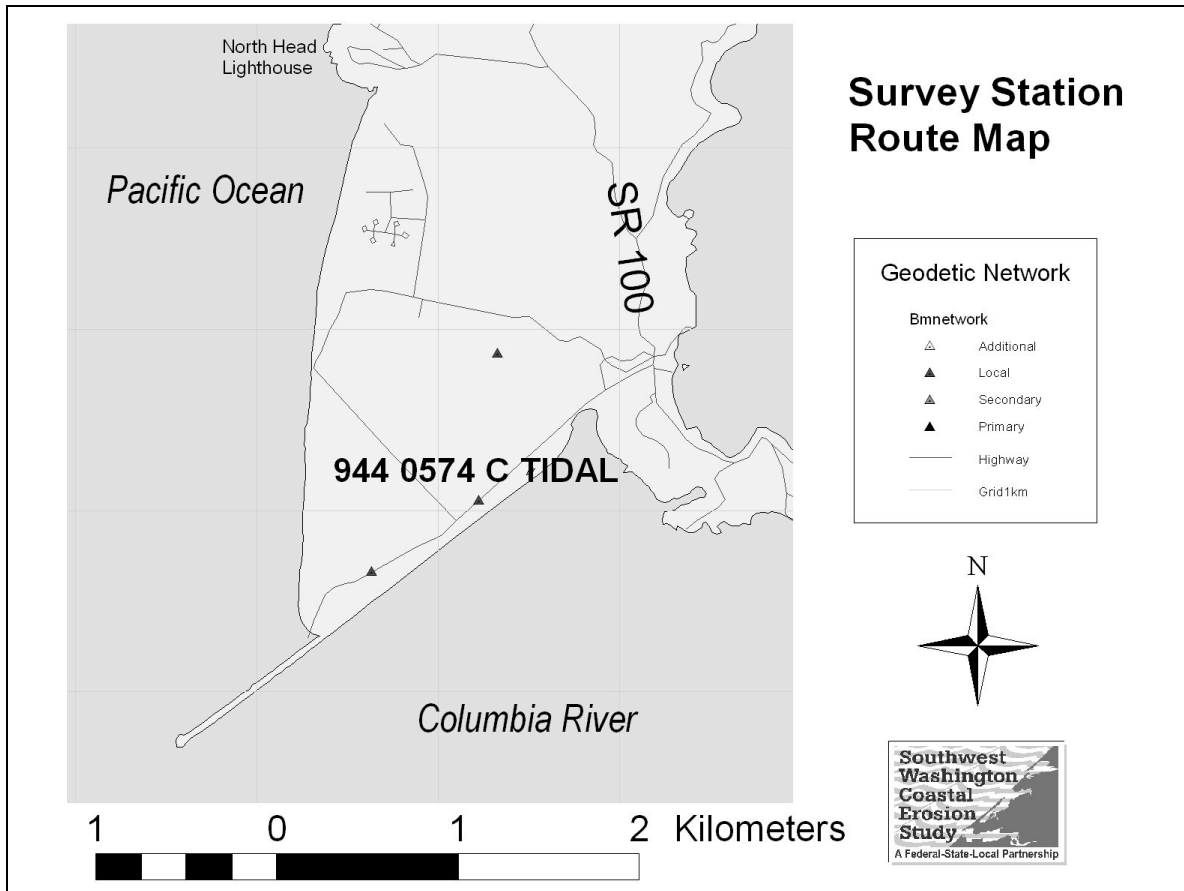 North Head
Lighthouse
Survey Station
Route Map
Pacific Ocean
SR 100
Geodetic Network
Bmnetwork
Additional
Local
Secondary
Primary
Highway
Grid1km
944 0574 C TIDAL
N
Columbia River
Southwest
Washington
Coastal
Erosion
Study
A Federal-State-Local Partnership
1 0 1 2 Kilometers